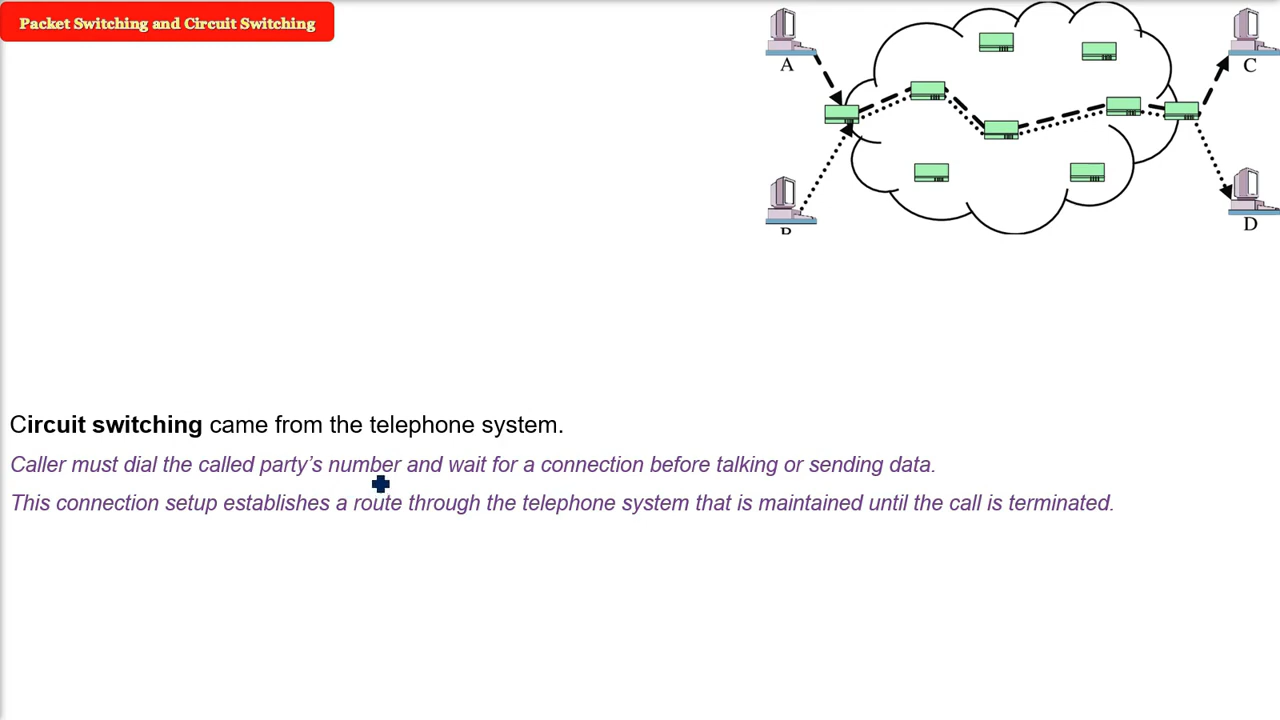 Packet Switching and Circuit Switching
A
C
D
Circuit switching came from the telephone system.
Caller must dial the called party's number and wait for a connection before talking or sending data.
This connection setup establishes a route through the telephone system that is maintained until the call is terminated.